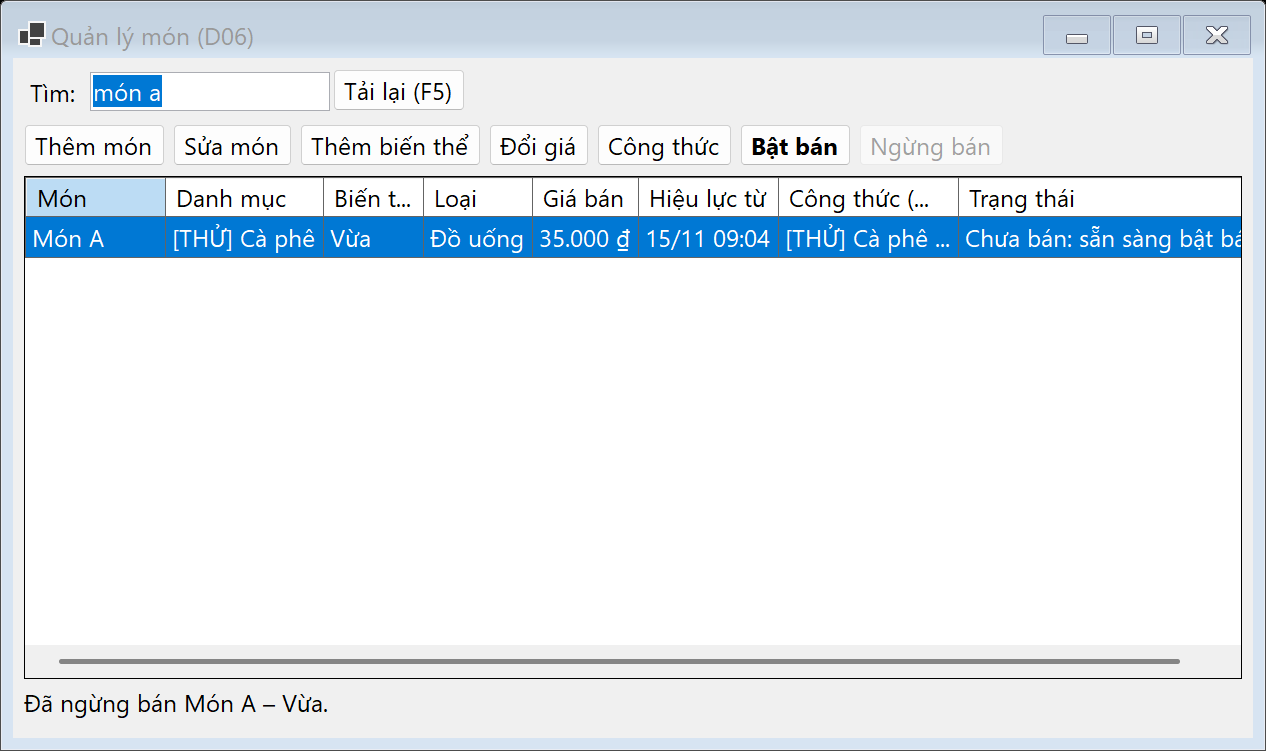 Quản lý món (D06)
Tìm: món a Tải lại (F5)
Thêm món Sửa món Thêm biến thể Đổi giá Công thức Bật bán Ngừng bán
Món Danh mục Biến t... Loại Giá bán Hiệu lực từ Công thức (... Trạng thái
Món A [THỬ] Cà phê Vừa Đồ uống 35.000 ₫ 15/11 09:04 [THỬ] Cà phê ... Chưa bán: sẵn sàng bật
Đã ngừng bán Món A – Vừa.